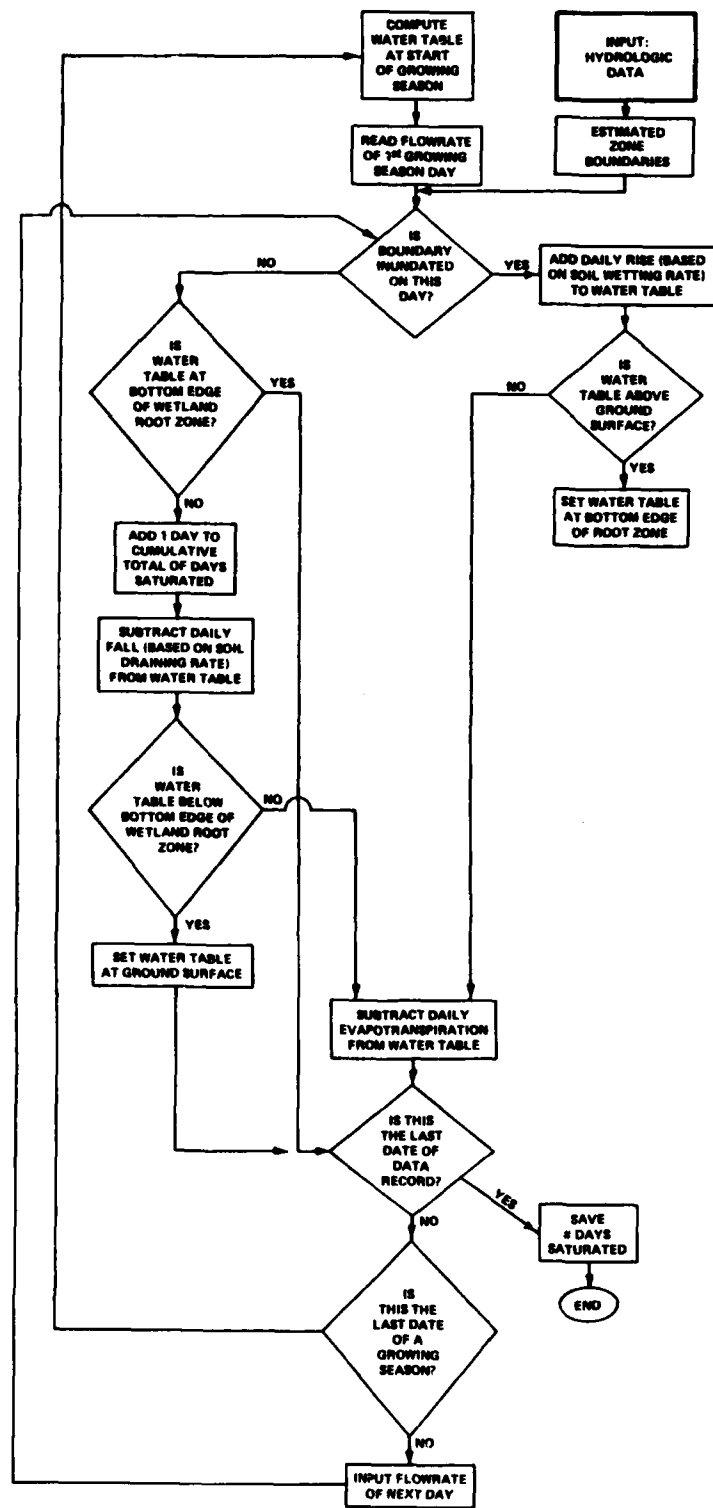 COMPUTE
WATER TABLE
AT START
OF GROWING
SEASON
INPUT:
HYDROLOGIC
DATA
READ FLOWRATE
OF 1st GROWING
SEASON DAY
ESTIMATED
ZONE
BOUNDARIES
IS
BOUNDARY
INUNDATED
ON THIS
DAY?
NO
YES
ADD DAILY RISE (BASED
ON SOIL WETTING RATE)
TO WATER TABLE
IS
WATER
TABLE AT
BOTTOM EDGE
OF WETLAND
ROOT ZONE?
YES
NO
IS
WATER
TABLE ABOVE
GROUND
SURFACE?
NO
YES
SET WATER TABLE
AT BOTTOM EDGE
OF ROOT ZONE
ADD 1 DAY TO
CUMULATIVE
TOTAL OF DAYS
SATURATED
SUBTRACT DAILY
FALL (BASED ON SOIL
DRAINING RATE)
FROM WATER TABLE
IS
WATER
TABLE BELOW
BOTTOM EDGE OF
WETLAND ROOT
ZONE?
NO
YES
SET WATER TABLE
AT GROUND SURFACE
SUBTRACT DAILY
EVAPOTRANSPIRATION
FROM WATER TABLE
IS THIS
THE LAST
DATE OF
DATA
RECORD?
YES
NO
SAVE
# DAYS
SATURATED
END
IS
THIS THE
LAST DATE
OF A
GROWING
SEASON?
NO
INPUT FLOWRATE
OF NEXT DAY